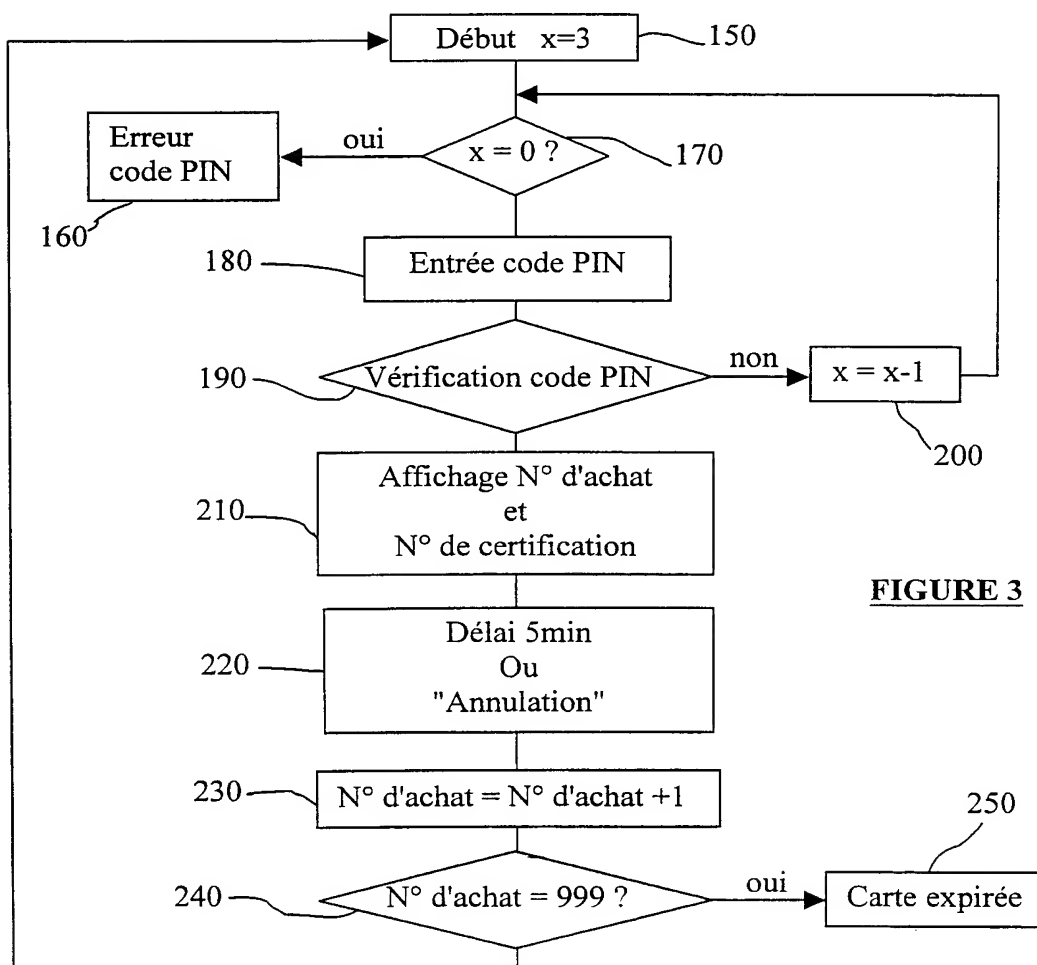 Début x=3
150
Erreur
code PIN
oui
x = 0 ?
170
160
180
Entrée code PIN
190
Vérification code PIN
non
x = x-1
200
210
Affichage N° d'achat
et
N° de certification
FIGURE 3
220
Délai 5min
Ou
"Annulation"
230
N° d'achat = N° d'achat +1
240
N° d'achat = 999 ?
oui
250
Carte expirée